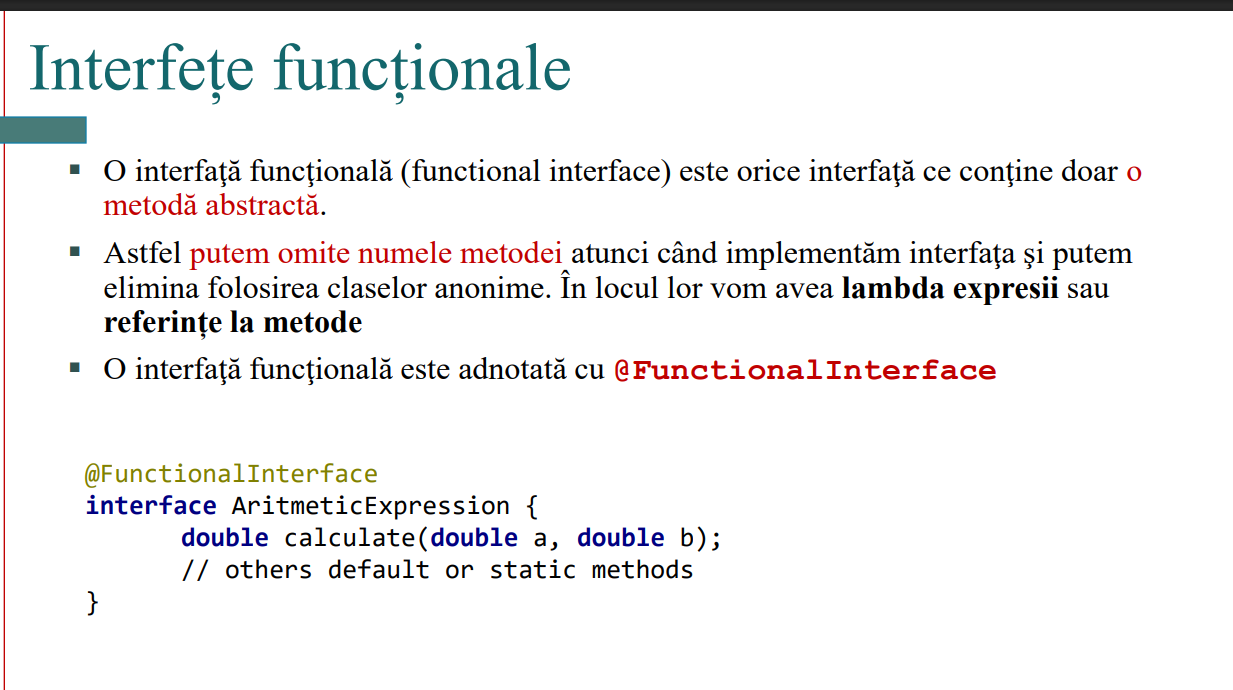 Interfețe funcționale
▪ O interfaţă funcţională (functional interface) este orice interfaţă ce conţine doar o
metodă abstractă.
▪ Astfel putem omite numele metodei atunci când implementăm interfaţa şi putem
elimina folosirea claselor anonime. În locul lor vom avea lambda expresii sau
referințe la metode
▪ O interfaţă funcţională este adnotată cu @FunctionalInterface
@FunctionalInterface
interface AritmeticExpression {
double calculate(double a, double b);
// others default or static methods
}